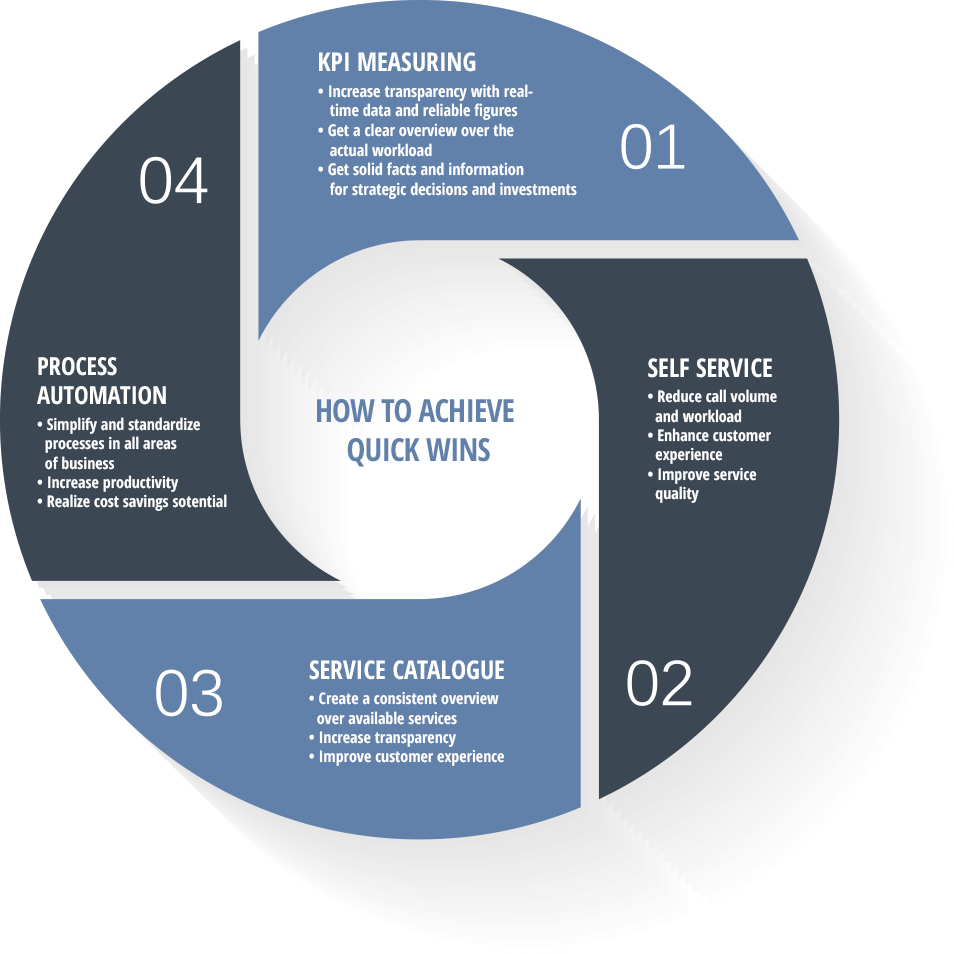 KPI MEASURING
• Increase transparency with real-
time data and reliable figures
• Get a clear overview over the
actual workload
• Get solid facts and information
for strategic decisions and investments
01
SELF SERVICE
• Reduce call volume
and workload
• Enhance customer
experience
• Improve service
quality
02
SERVICE CATALOGUE
• Create a consistent overview
over available services
• Increase transparency
• Improve customer experience
03
04
PROCESS
AUTOMATION
• Simplify and standardize
processes in all areas
of business
• Increase productivity
• Realize cost savings sotential
HOW TO ACHIEVE
QUICK WINS